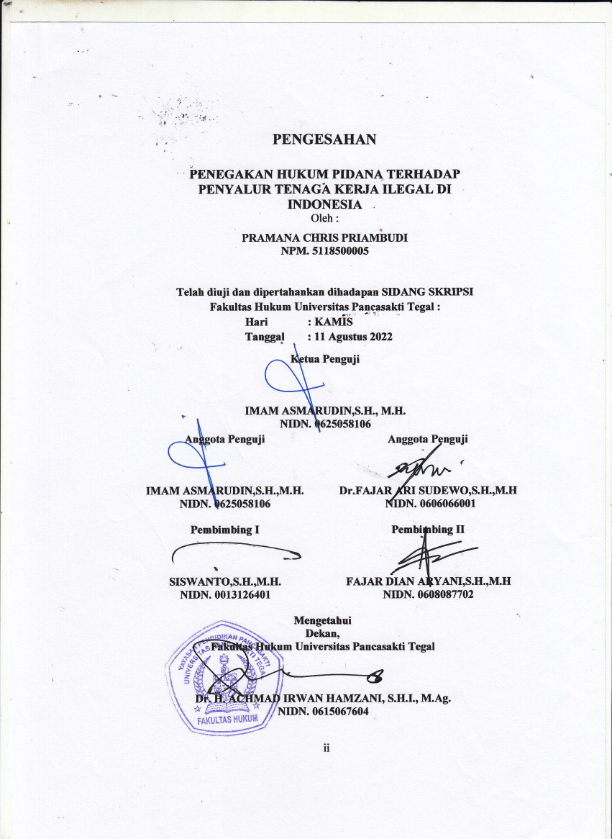 PENGESAHAN
PENEGAKAN HUKUM PIDANA TERHADAP
PENYALUR TENAGA KERJA ILEGAL DI
INDONESIA
Oleh :
PRAMANA CHRIS PRIAMBUDI
NPM. 5118500005
Telah diuji dan dipertahankan dihadapan SIDANG SKRIPSI
Fakultas Hukum Universitas Pancasakti Tegal :
Hari : KAMIS
Tanggal : 11 Agustus 2022
Ketua Penguji
IMAM ASMARUDIN,S.H., M.H.
NIDN. 0625058106
Anggota Penguji Anggota Penguji
IMAM ASMARUDIN,S.H.,M.H. Dr.FAJAR ARI SUDEWO,S.H.,M.H
NIDN. 0625058106 NIDN. 0606066001
Pembimbing I Pembimbing II
SISWANTO,S.H.,M.H. FAJAR DIAN ARYANI,S.H.,M.H
NIDN. 0013126401 NIDN. 0608087702
Mengetahui
Dekan,
Fakultas Hukum Universitas Pancasakti Tegal
YAYASAN PENDIDIKAN PANCASAKTI
UNIVERSITAS PANCASAKTI TEGAL
FAKULTAS HUKUM
Dr. H. ACHMAD IRWAN HAMZANI, S.H.I., M.Ag.
NIDN. 0615067604
ii